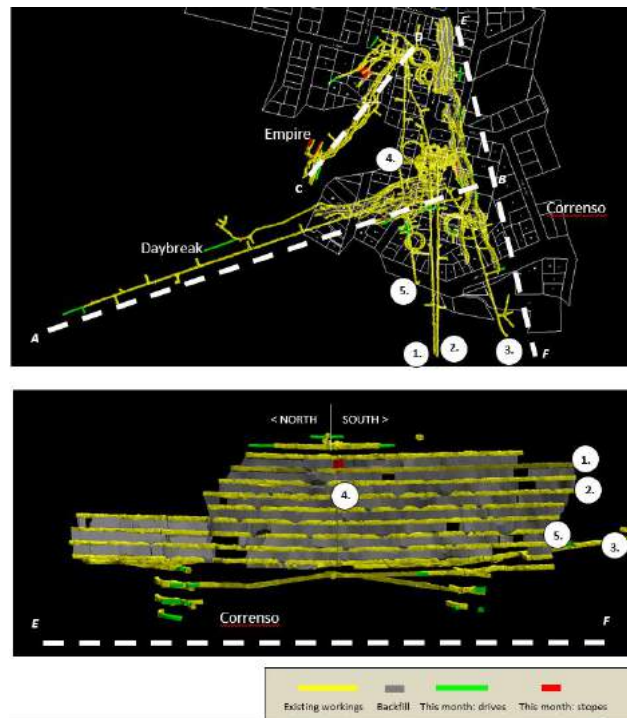 E
D
Empire
4.
C
B
Correnso
Daybreak
5.
A
1.
2.
3.
F
< NORTH
SOUTH >
1.
2.
4.
5.
3.
Correnso
E
F
Existing workings
Backfill
This month: drives
This month: stopes